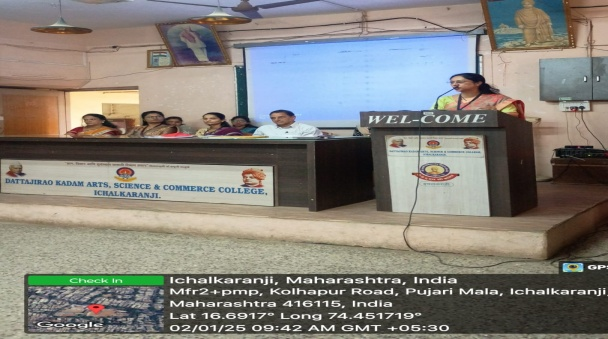 WEL-COME
DATTAJIRAO KADAM ARTS, SCIENCE & COMMERCE COLLEGE,
ICHALKARANJI.
GPS
Check In
Ichalkaranji, Maharashtra, India
Mfr2+pmp, Kolhapur Road, Pujari Mala, Ichalkaranji
Maharashtra 416115, India
Lat 16.6917° Long 74.451719°
02/01/25 09:42 AM GMT +05:30
Google